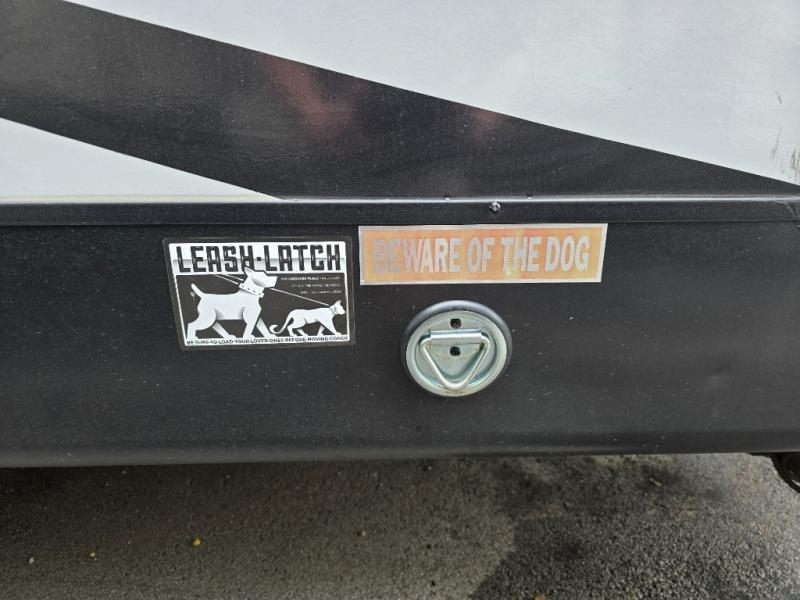 LEASH·LATCH
BEWARE OF THE DOG
BE SURE TO LOAD YOUR LOVED ONES BEFORE MOVING COACH